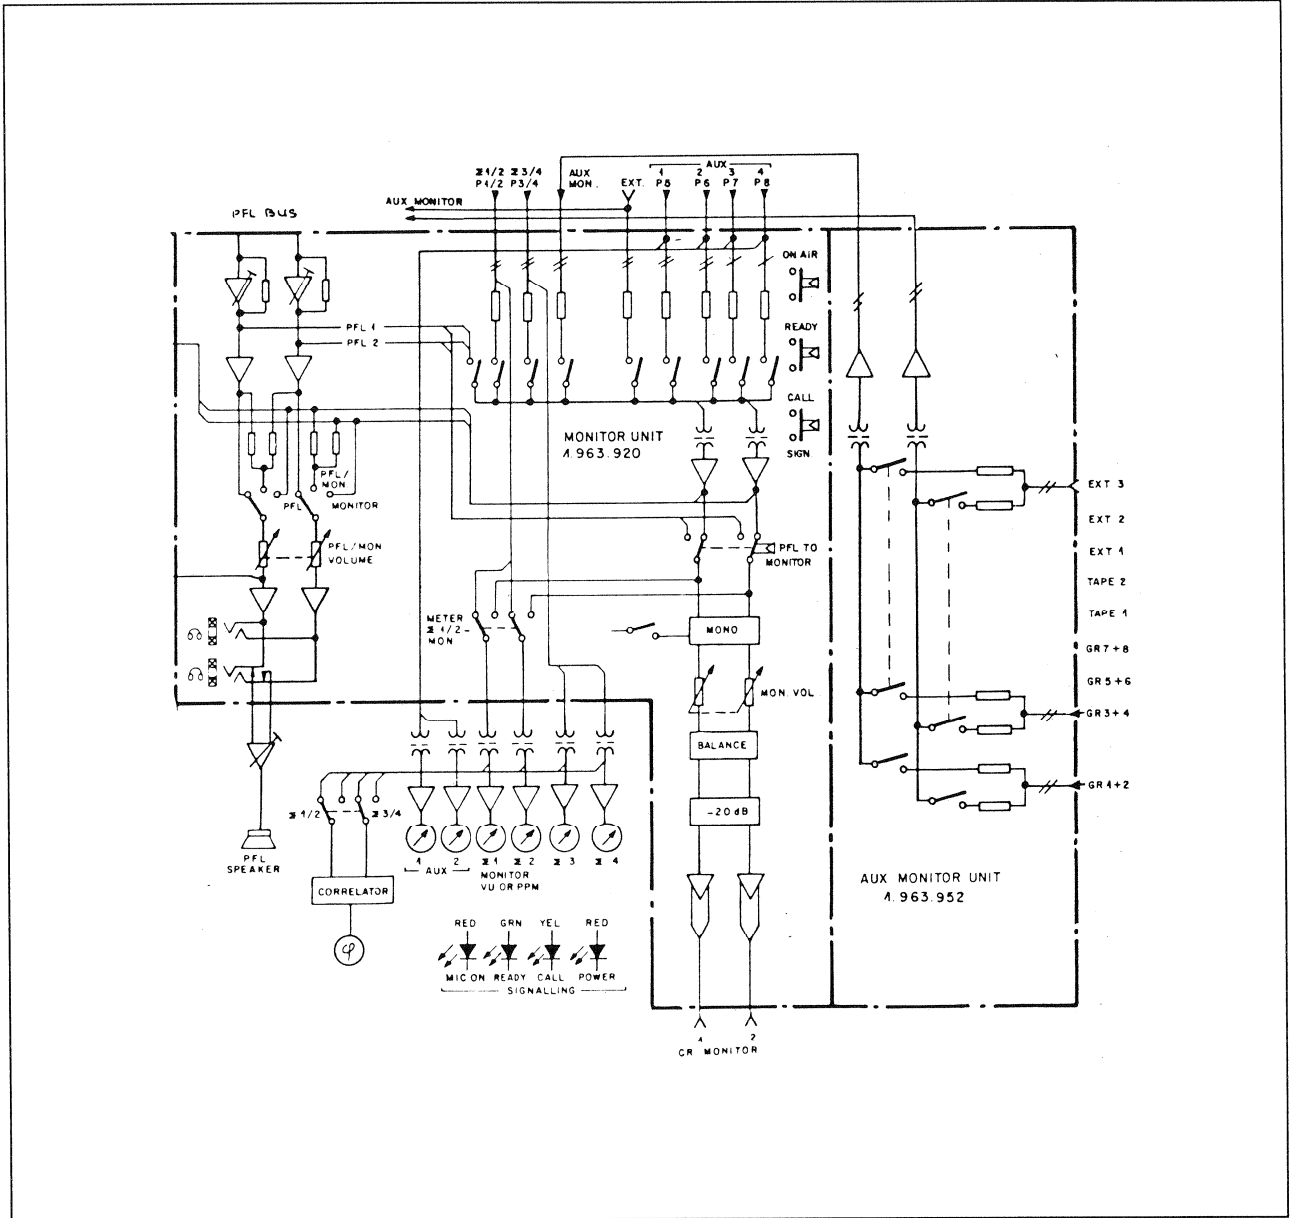 Σ1/2 Σ3/4 AUX MON. EXT. AUX
P1/2 P3/4 1 P5 2 P6 3 P7 4 P8
AUX MONITOR
PFL BUS
ON AIR
PFL 1
READY
PFL 2
CALL
MONITOR UNIT
1.963.920
SIGN
PFL/
MON
PFL MONITOR
EXT 3
EXT 2
EXT 1
TAPE 2
TAPE 1
GR7+8
GR5+6
GR3+4
GR1+2
PFL/MON
VOLUME
PFL TO
MONITOR
METER
Σ 1/2-
MON
MONO
MON. VOL.
BALANCE
-20dB
Σ 1/2 Σ 3/4
PFL
SPEAKER
1 2 Σ1 Σ2 Σ3 Σ4
AUX MONITOR
VU OR PPM
CORRELATOR
φ
AUX MONITOR UNIT
1.963.952
RED GRN YEL RED
MIC ON READY CALL POWER
SIGNALLING
1 2
CR MONITOR